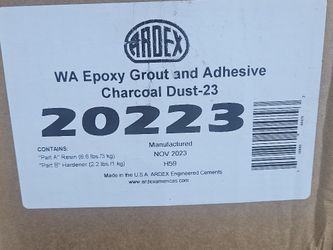 ARDEX
WA Epoxy Grout and Adhesive
Charcoal Dust-23
20223
Manufactured
NOV 2023
CONTAINS:
"Part A" Resin (6.6 lbs./3 kg)
"Part B" Hardener (2.2 lbs./1 kg)
H59
Made in the U.S.A. ARDEX Engineered Cements
www.ardexamericas.com